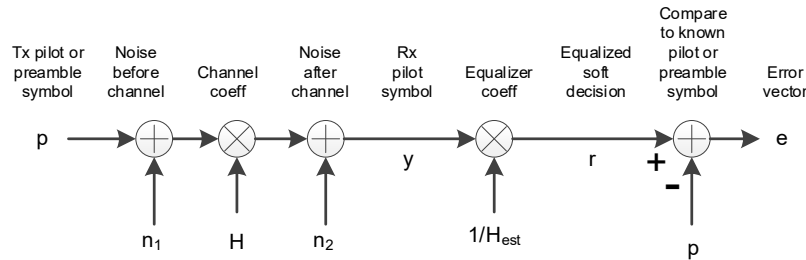 Tx pilot or
preamble
symbol
Noise
before
channel
Channel
coeff
Noise
after
channel
Rx
pilot
symbol
Equalizer
coeff
Equalized
soft
decision
Compare
to known
pilot or
preamble
symbol
Error
vector
p
y
r
+
-
e
n1
H
n2
1/Hest
p